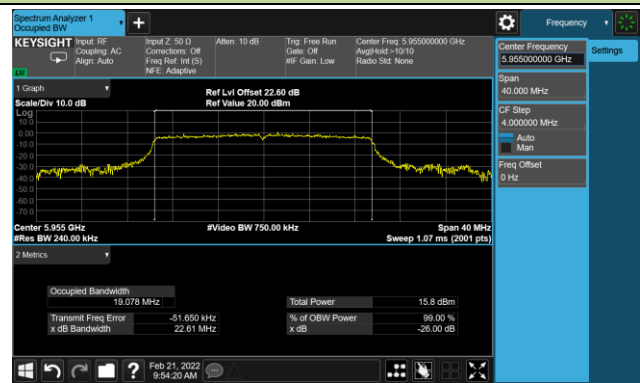 Spectrum Analyzer 1
Occupied BW
Frequency
KEYSIGHT
Input: RF
Coupling: AC
Align: Auto
Input Z: 50 Ω
Corrections: Off
Freq Ref: Int (S)
NFE: Adaptive
Atten: 10 dB
Trig: Free Run
Gate: Off
#IF Gain: Low
Center Freq: 5.955000000 GHz
Avg|Hold:>10/10
Radio Std: None
Center Frequency
5.955000000 GHz
Settings
Span
40.000 MHz
CF Step
4.000000 MHz
Auto
Man
Freq Offset
0 Hz
1 Graph
Scale/Div 10.0 dB
Ref Lvl Offset 22.60 dB
Ref Value 20.00 dBm
Log
10.0
0.00
-10.0
-20.0
-30.0
-40.0
-50.0
-60.0
-70.0
Center 5.955 GHz
#Video BW 750.00 kHz
Span 40 MHz
#Res BW 240.00 kHz
Sweep 1.07 ms (2001 pts)
2 Metrics
Occupied Bandwidth
19.078 MHz
Total Power
15.8 dBm
Transmit Freq Error
-51.650 kHz
% of OBW Power
99.00 %
x dB Bandwidth
22.61 MHz
x dB
-26.00 dB
Feb 21, 2022
9:54:20 AM